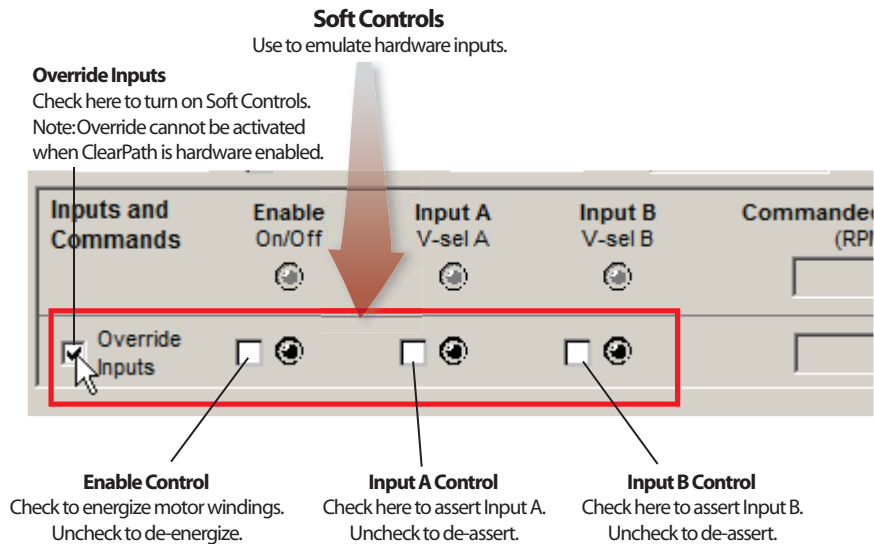 Soft Controls
Use to emulate hardware inputs.
Override Inputs
Check here to turn on Soft Controls.
Note: Override cannot be activated
when ClearPath is hardware enabled.
Inputs and
Commands
Enable
On/Off
Input A
V-sel A
Input B
V-sel B
Commanded
(RPM
Override
Inputs
Enable Control
Check to energize motor windings.
Uncheck to de-energize.
Input A Control
Check here to assert Input A.
Uncheck to de-assert.
Input B Control
Check here to assert Input B.
Uncheck to de-assert.